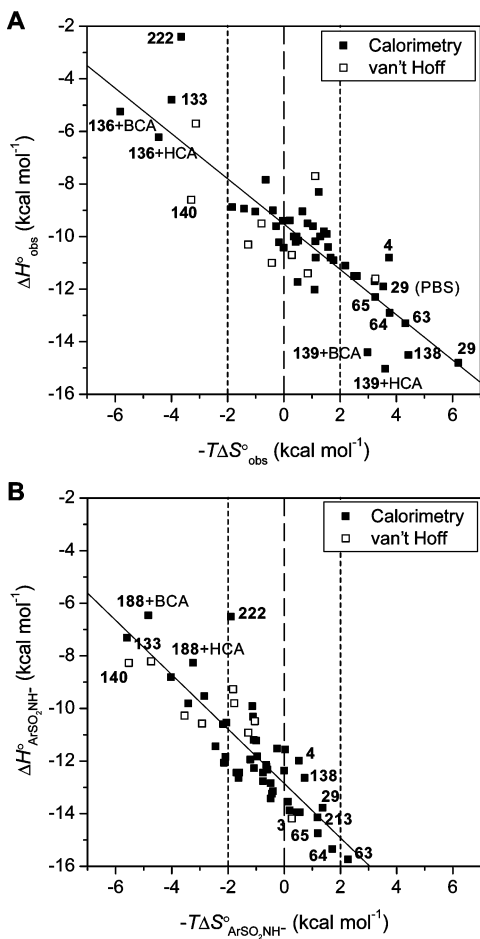 A
-2
-4
-6
-8
-10
-12
-14
-16
ΔH°obs (kcal mol⁻¹)
■ Calorimetry
□ van't Hoff
222
133
136+BCA
136+HCA
140
4
29 (PBS)
65
64
63
139+BCA
138
29
139+HCA
-6 -4 -2 0 2 4 6
-TΔS°obs (kcal mol⁻¹)
B
-2
-4
-6
-8
-10
-12
-14
-16
ΔH°ArSO₂NH⁻ (kcal mol⁻¹)
■ Calorimetry
□ van't Hoff
188+BCA
222
133
188+HCA
140
4
138
29
3
213
65
64
63
-6 -4 -2 0 2 4 6
-TΔS°ArSO₂NH⁻ (kcal mol⁻¹)